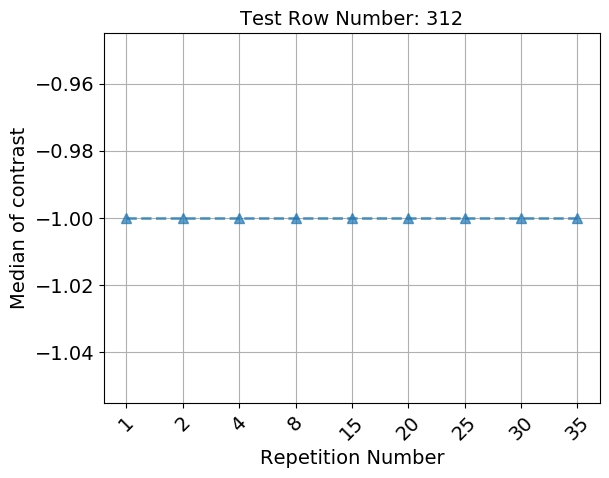 Test Row Number: 312
−0.96
−0.98
−1.00
−1.02
−1.04
Median of contrast
1 2 4 8 15 20 25 30 35
Repetition Number